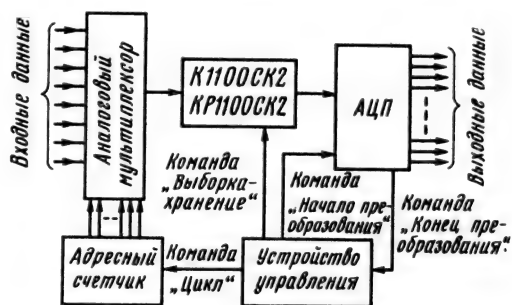 Входные данные
Аналоговый
мультиплексор
К1100СК2
КР1100СК2
АЦП
Выходные данные
Команда
„Выборка-
хранение“
Команда
„Начало пре-
образования“
Команда
„Конец пре-
образования“.
Адресный
счетчик
Команда
„Цикл“
Устройство
управления